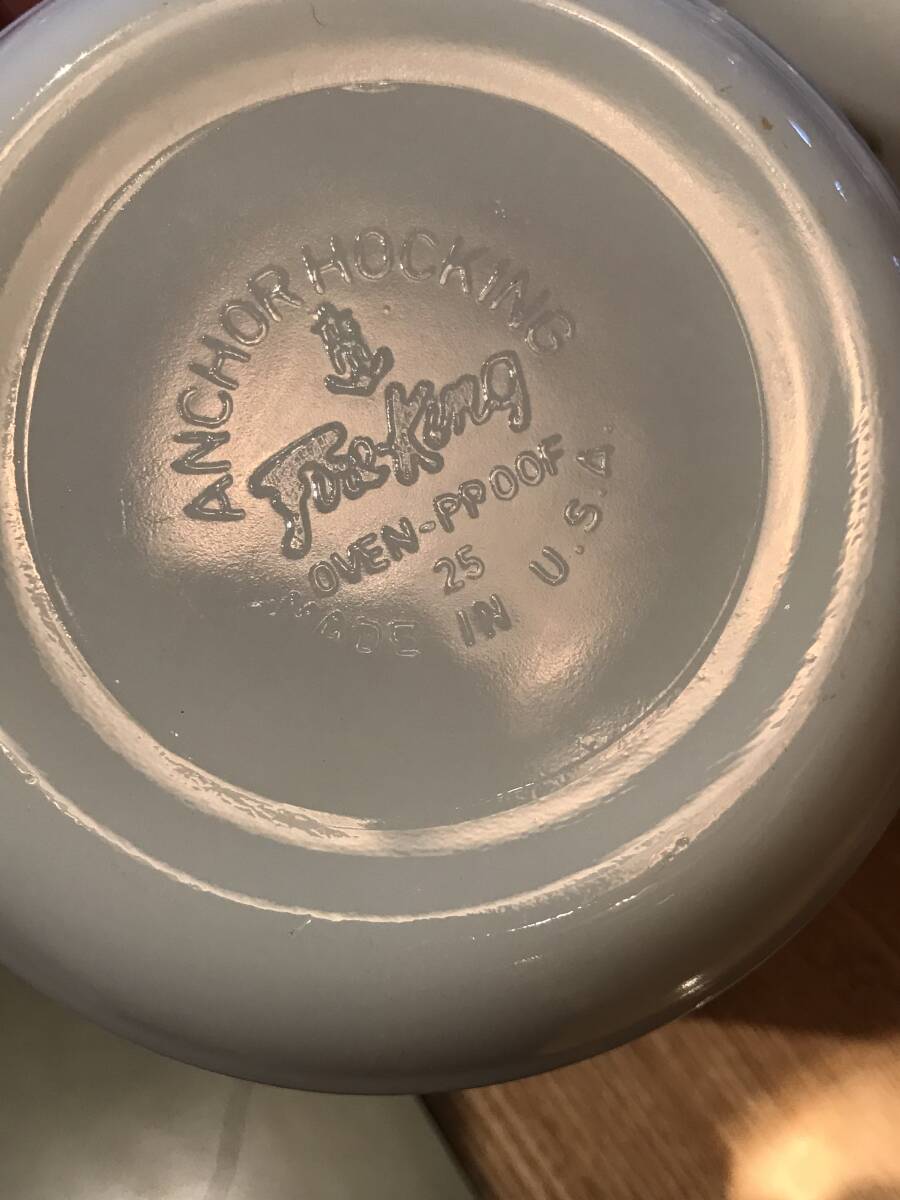 ANCHOR HOCKING
Fire-King
OVEN-PROOF
25
MADE IN U.S.A.